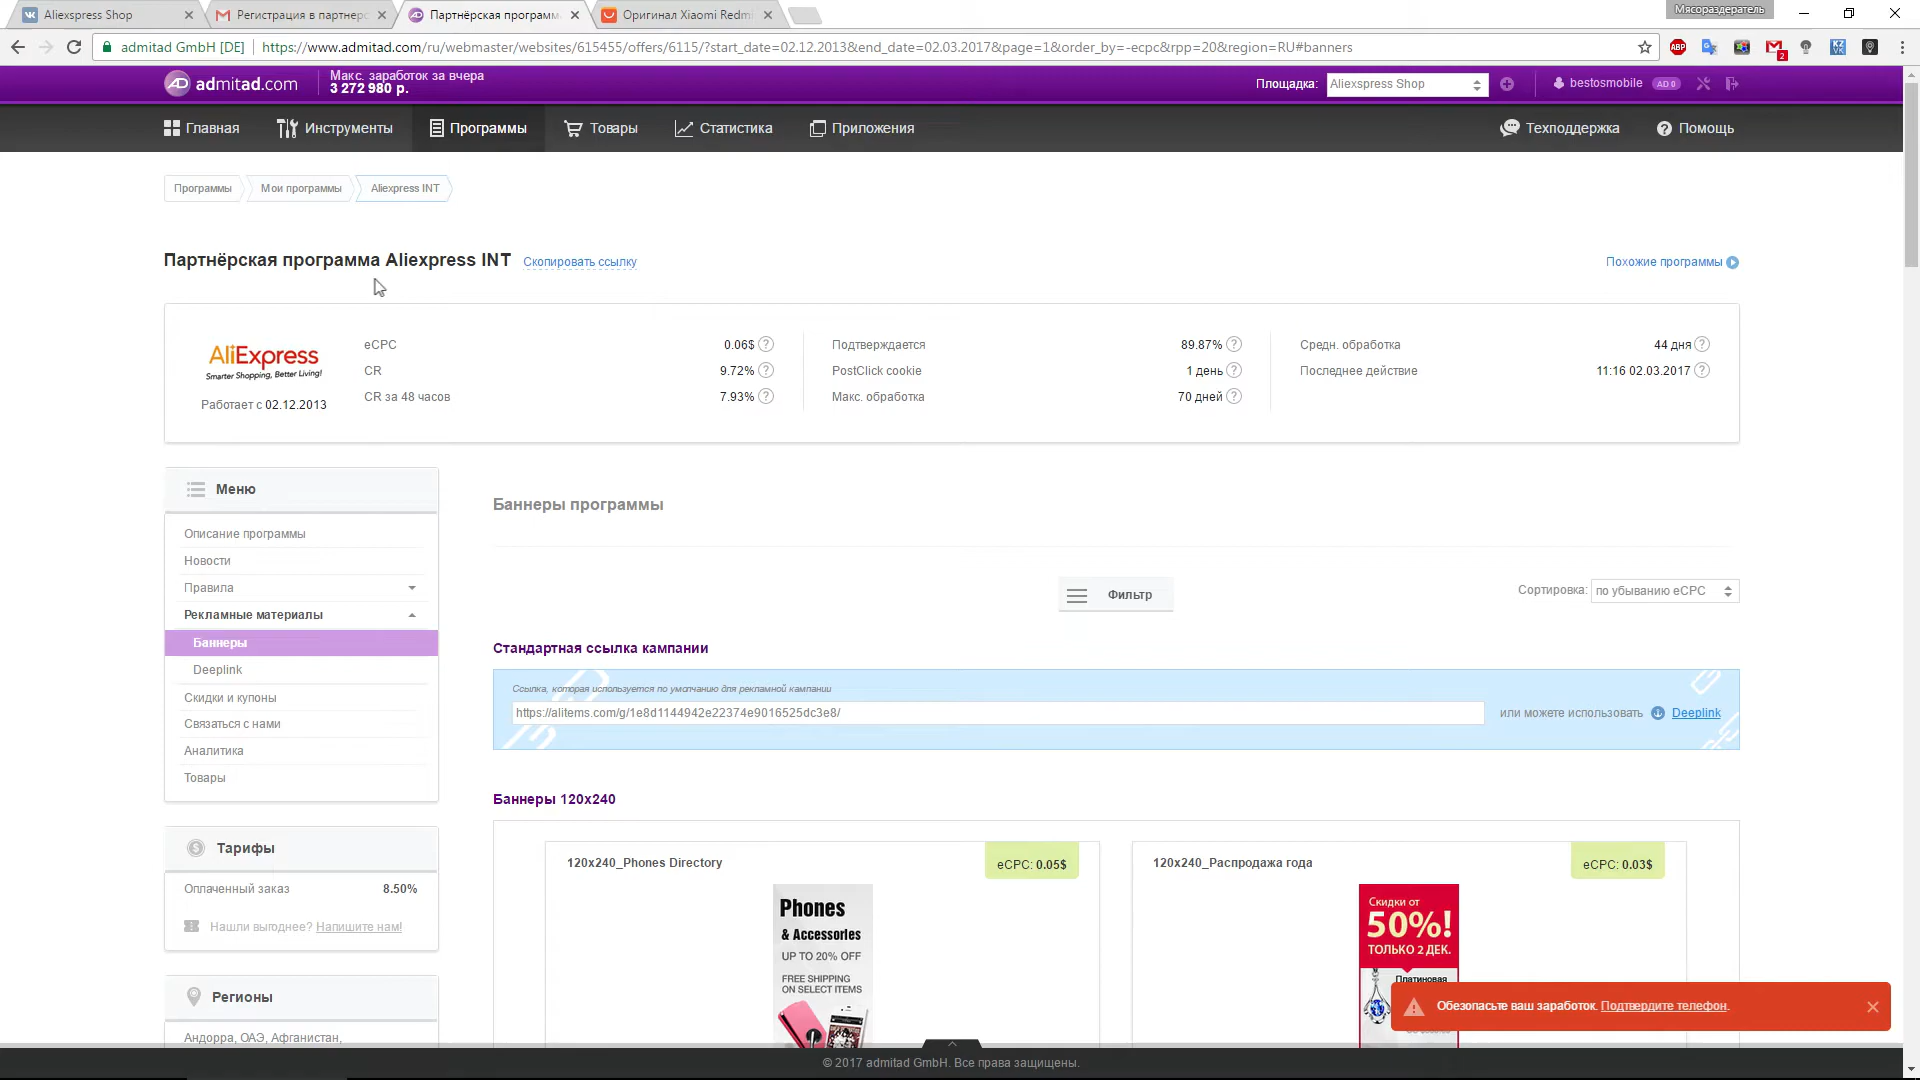 Aliexspress Shop
Регистрация в партнерс
Партнёрская программ
Оригинал Xiaomi Redmi
Мясораздератель
admitad GmbH [DE]
https://www.admitad.com/ru/webmaster/websites/615455/offers/6115/?start_date=02.12.2013&end_date=02.03.2017&page=1&order_by=-ecpc&rpp=20&region=RU#banners
ABP
2
admitad.com
Макс. заработок за вчера
3 272 980 р.
Площадка:
Aliexspress Shop
bestosmobile
AD 0
Главная
Инструменты
Программы
Товары
Статистика
Приложения
Техподдержка
Помощь
Программы
Мои программы
Aliexpress INT
Партнёрская программа Aliexpress INT
Скопировать ссылку
Похожие программы
AliExpress
Smarter Shopping, Better Living!
Работает с 02.12.2013
eCPC 0.06$
CR 9.72%
CR за 48 часов 7.93%
Подтверждается 89.87%
PostClick cookie 1 день
Макс. обработка 70 дней
Средн. обработка 44 дня
Последнее действие 11:16 02.03.2017
Меню
Описание программы
Новости
Правила
Рекламные материалы
Баннеры
Deeplink
Скидки и купоны
Связаться с нами
Аналитика
Товары
Тарифы
Оплаченный заказ 8.50%
Нашли выгоднее? Напишите нам!
Регионы
Андорра, ОАЭ, Афганистан,
Баннеры программы
Фильтр
Сортировка: по убыванию eCPC
Стандартная ссылка кампании
Ссылка, которая используется по умолчанию для рекламной кампании
https://alitems.com/g/1e8d1144942e22374e9016525dc3e8/
или можете использовать Deeplink
Баннеры 120x240
120x240_Phones Directory
eCPC: 0.05$
Phones
& Accessories
UP TO 20% OFF
FREE SHIPPING
ON SELECT ITEMS
120x240_Распродажа года
eCPC: 0.03$
Скидки от
50%!
ТОЛЬКО 2 ДЕК.
Платиновая
Обезопасьте ваш заработок. Подтвердите телефон.
© 2017 admitad GmbH. Все права защищены.